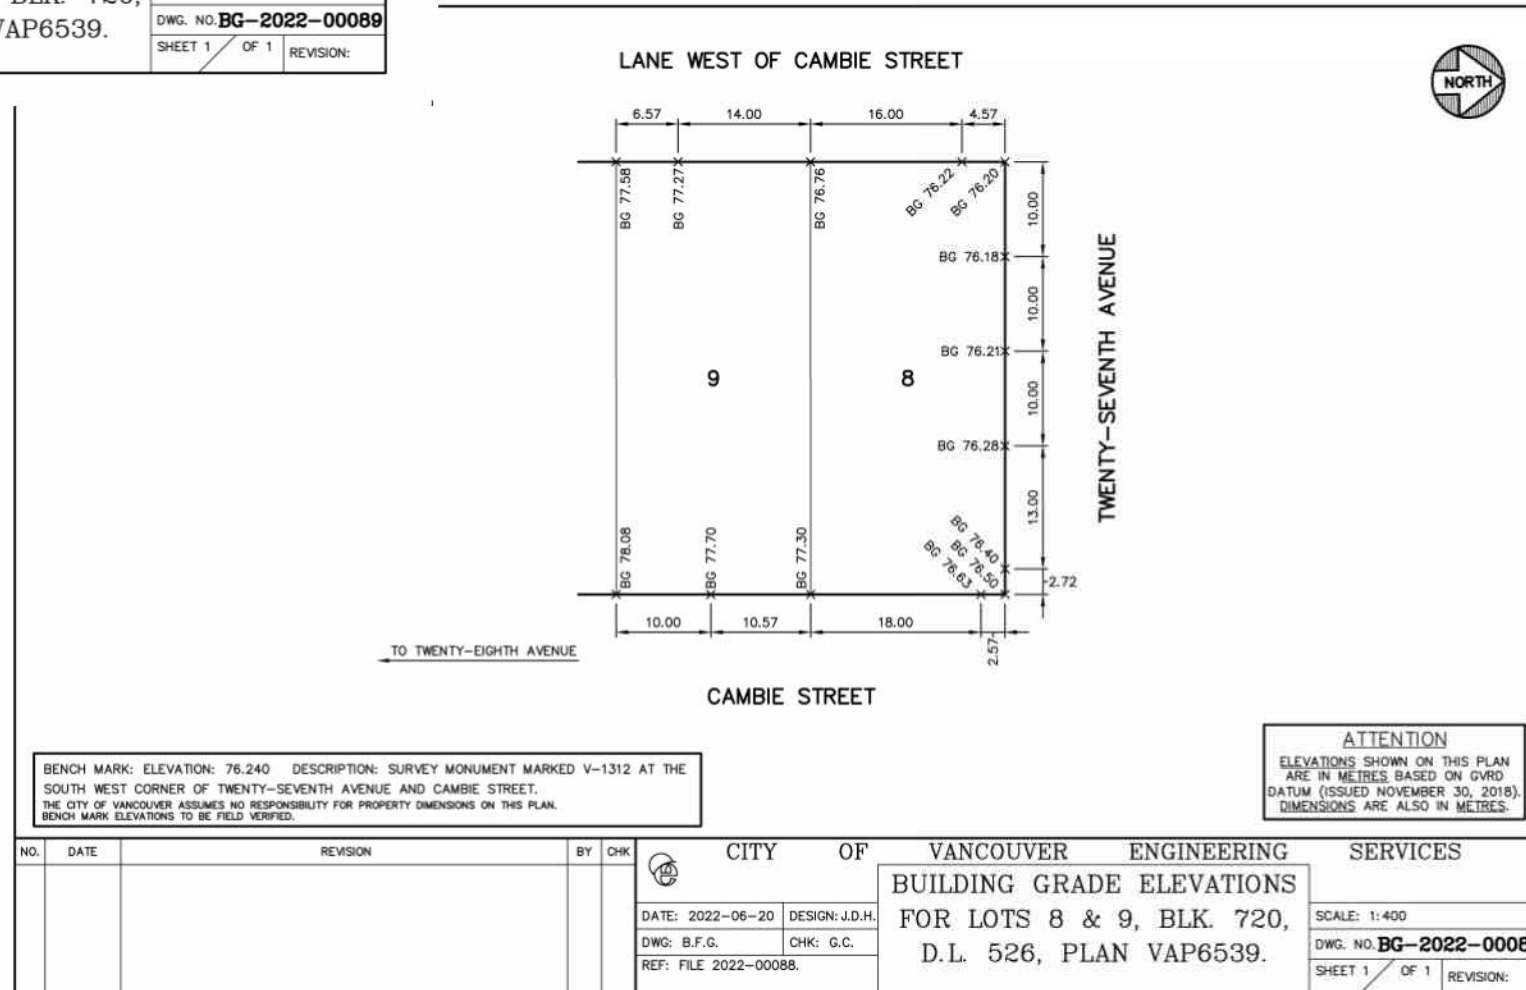 BLK. 720,
VAP6539.
DWG. NO. BG-2022-00089
SHEET 1 OF 1 REVISION:
LANE WEST OF CAMBIE STREET
NORTH
6.57 14.00 16.00 4.57
BG 77.58
BG 77.27
BG 76.76
BG 76.22
BG 76.20
10.00
BG 76.18
10.00
BG 76.21
10.00
BG 76.28
13.00
TWENTY-SEVENTH AVENUE
9
8
BG 78.08
BG 77.70
BG 77.30
BG 76.63
BG 76.50
BG 76.40
2.72
10.00 10.57 18.00
2.57
TO TWENTY-EIGHTH AVENUE
CAMBIE STREET
BENCH MARK: ELEVATION: 76.240 DESCRIPTION: SURVEY MONUMENT MARKED V-1312 AT THE
SOUTH WEST CORNER OF TWENTY-SEVENTH AVENUE AND CAMBIE STREET.
THE CITY OF VANCOUVER ASSUMES NO RESPONSIBILITY FOR PROPERTY DIMENSIONS ON THIS PLAN.
BENCH MARK ELEVATIONS TO BE FIELD VERIFIED.
ATTENTION
ELEVATIONS SHOWN ON THIS PLAN
ARE IN METRES BASED ON GVRD
DATUM (ISSUED NOVEMBER 30, 2018).
DIMENSIONS ARE ALSO IN METRES.
NO. DATE REVISION BY CHK
CITY OF VANCOUVER ENGINEERING SERVICES
BUILDING GRADE ELEVATIONS
FOR LOTS 8 & 9, BLK. 720,
D.L. 526, PLAN VAP6539.
DATE: 2022-06-20 DESIGN: J.D.H.
DWG: B.F.G. CHK: G.C.
REF: FILE 2022-00088.
SCALE: 1:400
DWG. NO. BG-2022-0008
SHEET 1 OF 1 REVISION: